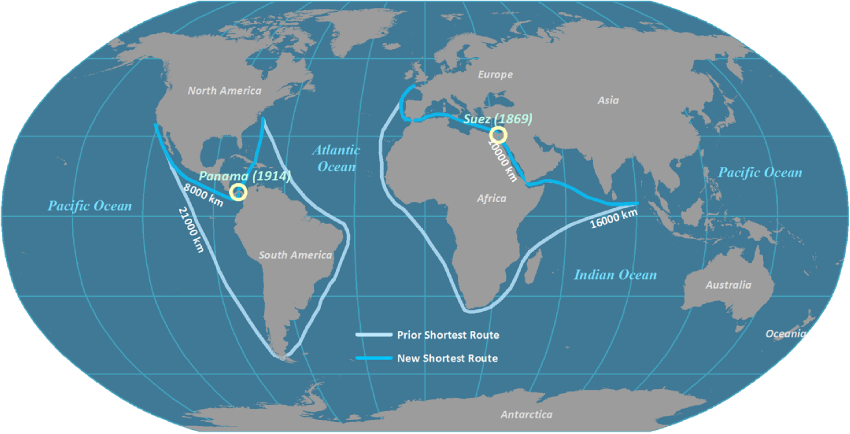 North America
Europe
Asia
Suez (1869)
10000 km
Atlantic
Ocean
Panama (1914)
8000 km
Pacific Ocean
Pacific Ocean
Africa
21000 km
16000 km
South America
Indian Ocean
Australia
Prior Shortest Route
New Shortest Route
Oceania
Antarctica